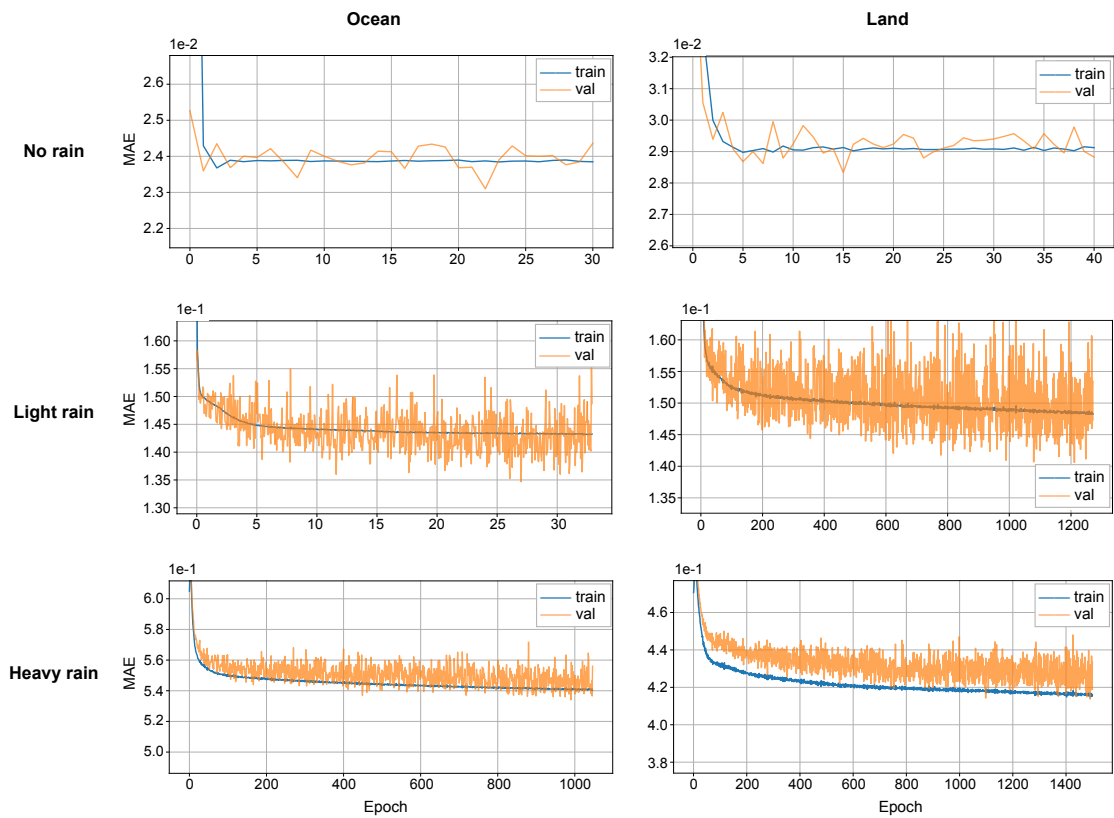 Ocean
Land
No rain
1e-2
MAE
2.6
2.5
2.4
2.3
2.2
0 5 10 15 20 25 30
train
val
1e-2
3.2
3.1
3.0
2.9
2.8
2.7
2.6
0 5 10 15 20 25 30 35 40
train
val
Light rain
1e-1
MAE
1.60
1.55
1.50
1.45
1.40
1.35
1.30
0 5 10 15 20 25 30
train
val
1e-1
1.60
1.55
1.50
1.45
1.40
1.35
0 200 400 600 800 1000 1200
train
val
Heavy rain
1e-1
MAE
6.0
5.8
5.6
5.4
5.2
5.0
0 200 400 600 800 1000
Epoch
train
val
1e-1
4.6
4.4
4.2
4.0
3.8
0 200 400 600 800 1000 1200 1400
Epoch
train
val